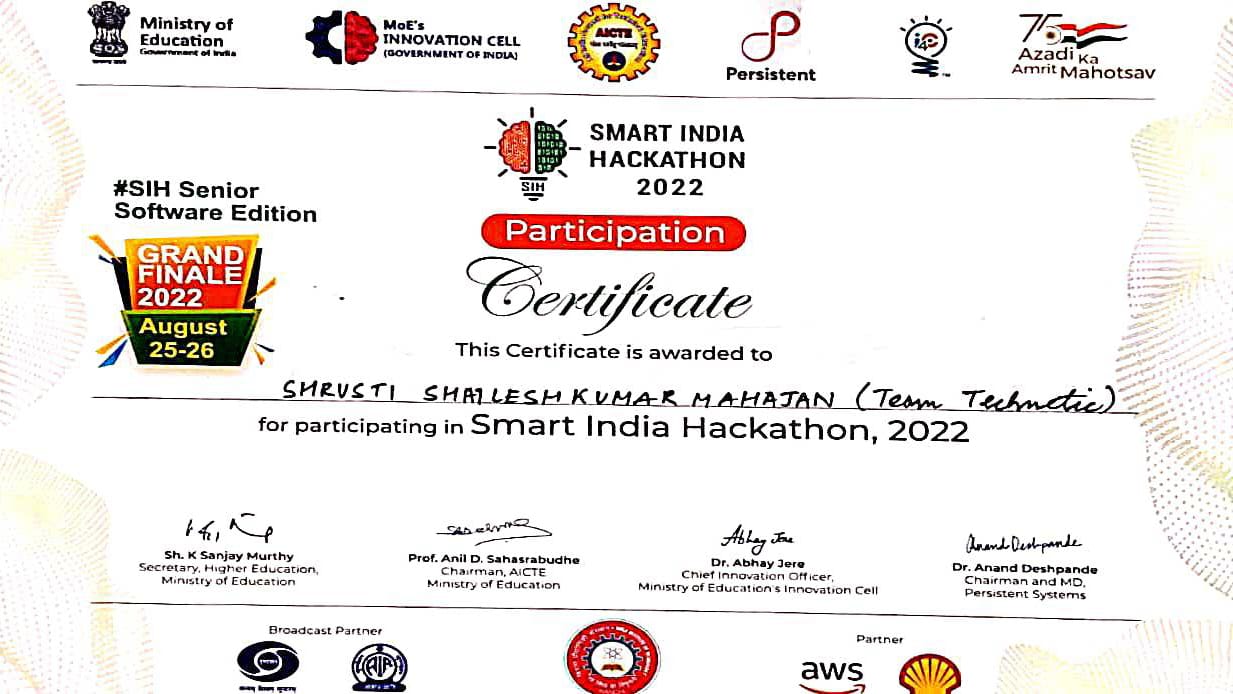 Ministry of
Education
Government of India
MoE's
INNOVATION CELL
(GOVERNMENT OF INDIA)
AICTE
Persistent
i4C
TM
75
Azadi Ka
Amrit Mahotsav
SIH
SMART INDIA
HACKATHON
2022
#SIH Senior
Software Edition
GRAND
FINALE
2022
August
25-26
Participation
Certificate
This Certificate is awarded to
SHRUSTI SHAILESHKUMAR MAHAJAN (Team Technetic)
for participating in Smart India Hackathon, 2022
Abhay Jere
Anand Deshpande
Sh. K Sanjay Murthy
Secretary, Higher Education,
Ministry of Education
Prof. Anil D. Sahasrabudhe
Chairman, AICTE
Ministry of Education
Dr. Abhay Jere
Chief Innovation Officer,
Ministry of Education's Innovation Cell
Dr. Anand Deshpande
Chairman and MD,
Persistent Systems
Broadcast Partner
Partner
aws